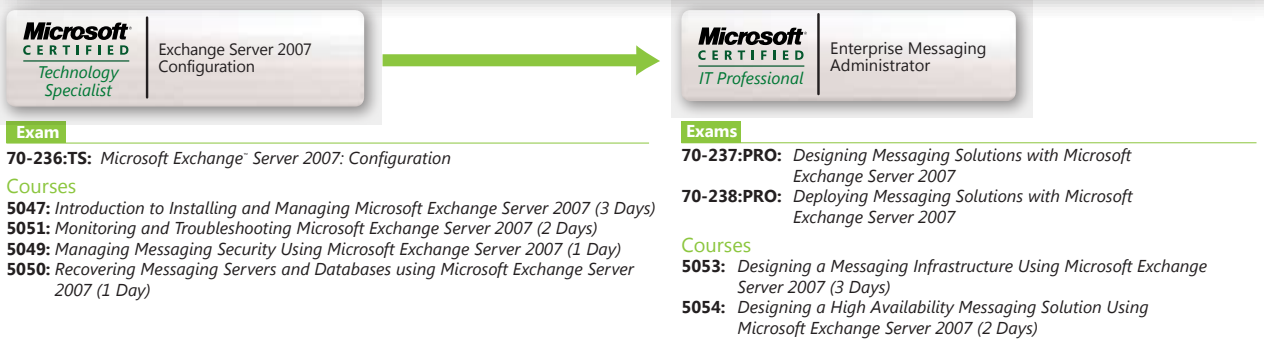 Microsoft
CERTIFIED
Technology
Specialist
Exchange Server 2007
Configuration
Exam
70-236:TS: Microsoft Exchange™ Server 2007: Configuration
Courses
5047: Introduction to Installing and Managing Microsoft Exchange Server 2007 (3 Days)
5051: Monitoring and Troubleshooting Microsoft Exchange Server 2007 (2 Days)
5049: Managing Messaging Security Using Microsoft Exchange Server 2007 (1 Day)
5050: Recovering Messaging Servers and Databases using Microsoft Exchange Server
2007 (1 Day)
Microsoft
CERTIFIED
IT Professional
Enterprise Messaging
Administrator
Exams
70-237:PRO: Designing Messaging Solutions with Microsoft
Exchange Server 2007
70-238:PRO: Deploying Messaging Solutions with Microsoft
Exchange Server 2007
Courses
5053: Designing a Messaging Infrastructure Using Microsoft Exchange
Server 2007 (3 Days)
5054: Designing a High Availability Messaging Solution Using
Microsoft Exchange Server 2007 (2 Days)